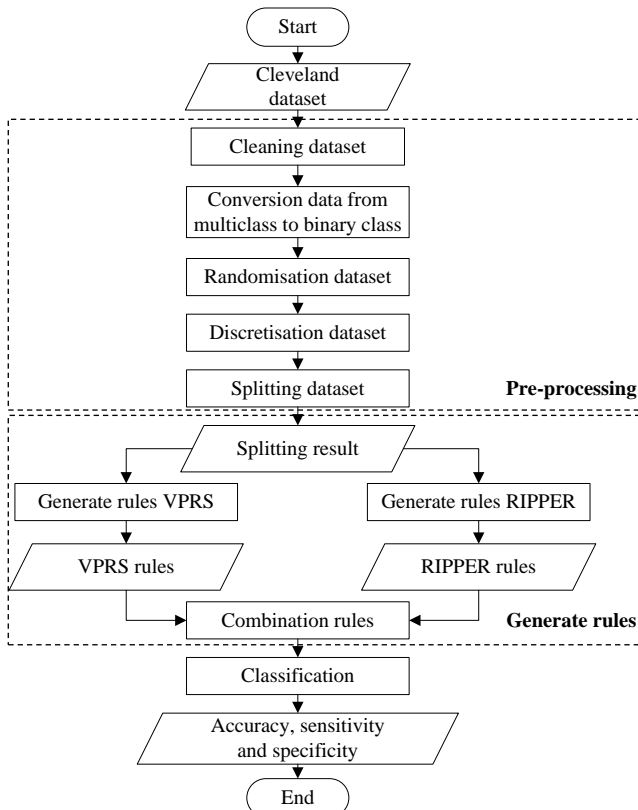 Start
Cleveland
dataset
Cleaning dataset
Conversion data from
multiclass to binary class
Randomisation dataset
Discretisation dataset
Splitting dataset
Pre-processing
Splitting result
Generate rules VPRS
Generate rules RIPPER
VPRS rules
RIPPER rules
Combination rules
Generate rules
Classification
Accuracy, sensitivity
and specificity
End